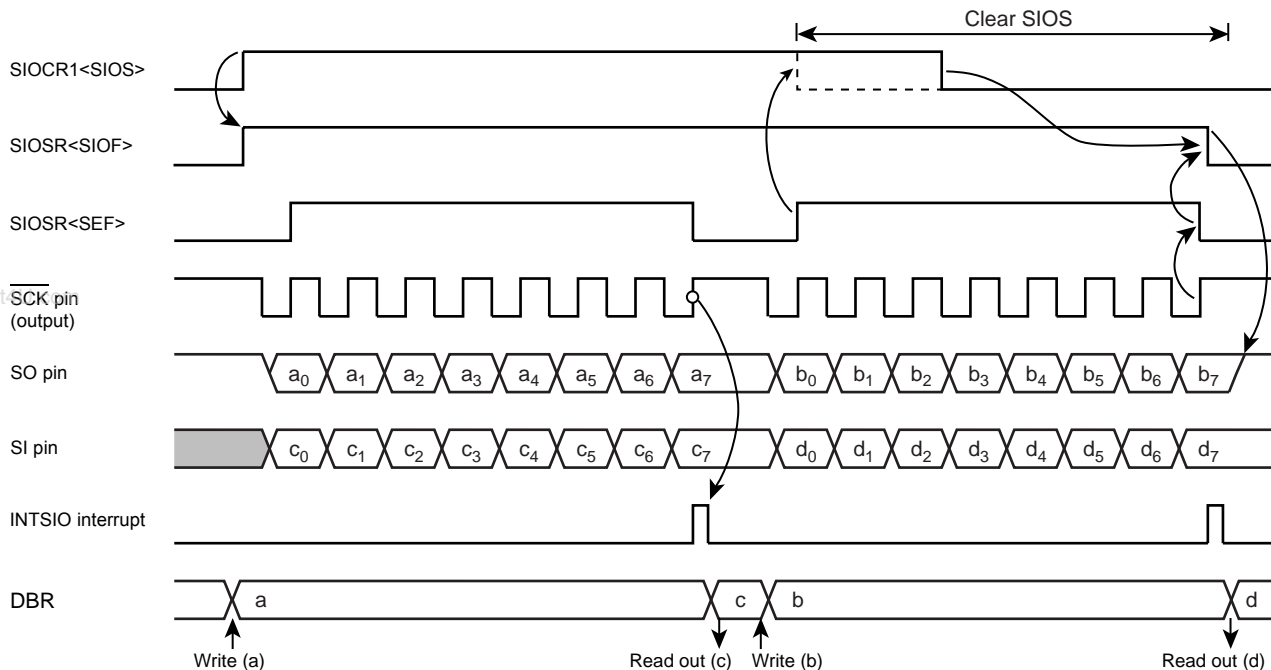 Clear SIOS
SIOCR1<SIOS>
SIOSR<SIOF>
SIOSR<SEF>
SCK pin
(output)
SO pin a0 a1 a2 a3 a4 a5 a6 a7 b0 b1 b2 b3 b4 b5 b6 b7
SI pin c0 c1 c2 c3 c4 c5 c6 c7 d0 d1 d2 d3 d4 d5 d6 d7
INTSIO interrupt
DBR a c b d
Write (a) Read out (c) Write (b) Read out (d)